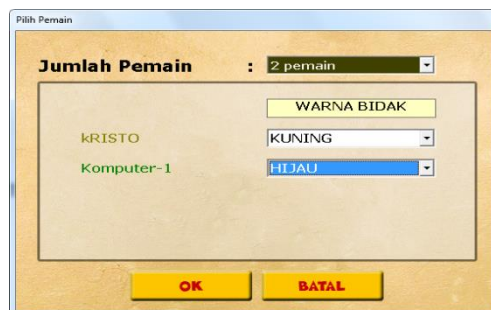 Pilih Pemain
Jumlah Pemain : 2 pemain
WARNA BIDAK
kRISTO KUNING
Komputer-1 HIJAU
OK BATAL